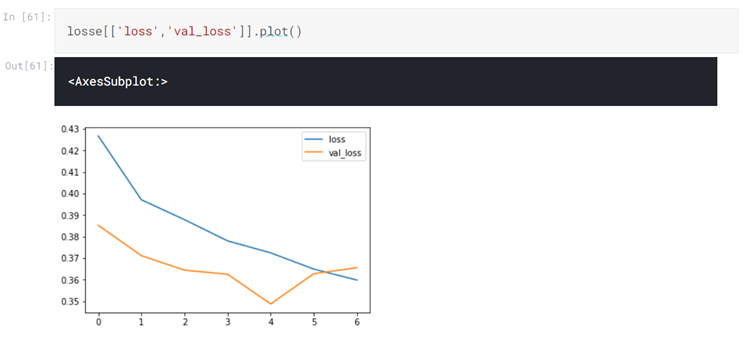 In [61]:
losse[['loss','val_loss']].plot()
Out[61]:
<AxesSubplot:>
0.43
0.42
0.41
0.40
0.39
0.38
0.37
0.36
0.35
loss
val_loss
0 1 2 3 4 5 6